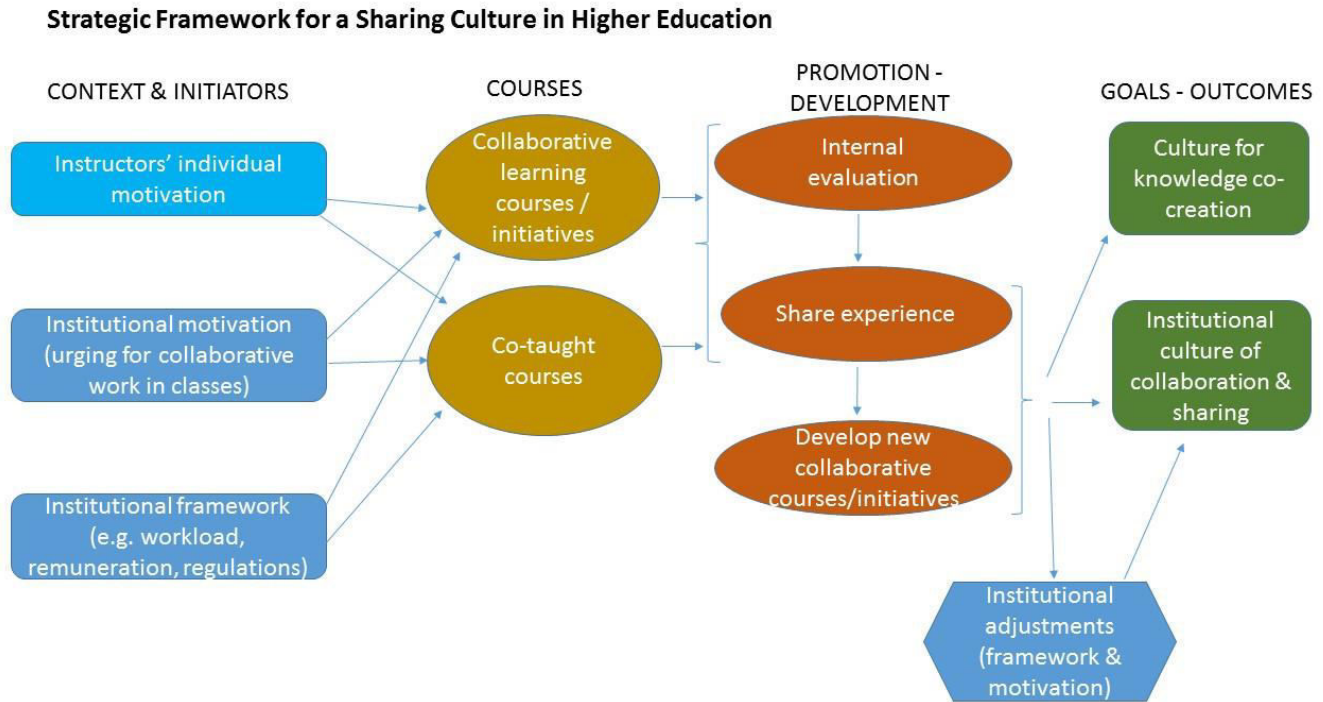 Strategic Framework for a Sharing Culture in Higher Education
CONTEXT & INITIATORS
Instructors' individual
motivation
Institutional motivation
(urging for collaborative
work in classes)
Institutional framework
(e.g. workload,
remuneration, regulations)
COURSES
Collaborative
learning
courses /
initiatives
Co-taught
courses
PROMOTION -
DEVELOPMENT
Internal
evaluation
Share experience
Develop new
collaborative
courses/initiatives
GOALS - OUTCOMES
Culture for
knowledge co-
creation
Institutional
culture of
collaboration &
sharing
Institutional
adjustments
(framework &
motivation)